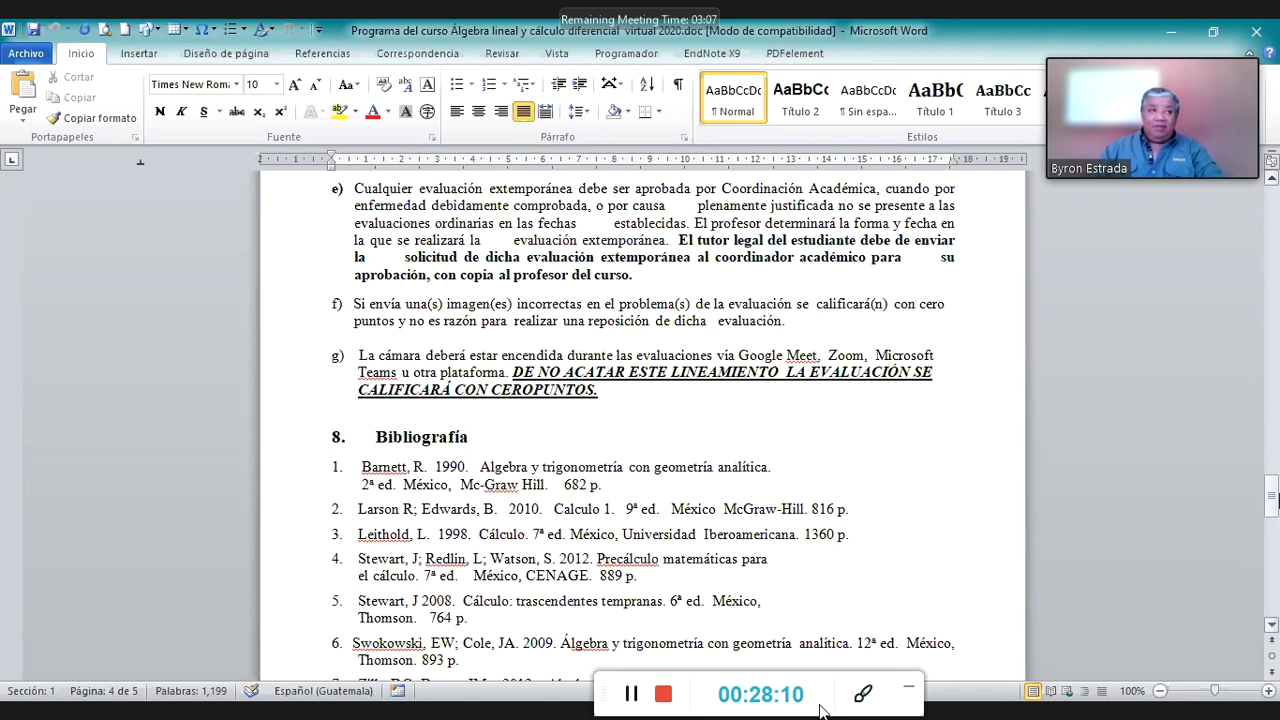 Remaining Meeting Time: 03:07
Programa del curso Álgebra lineal y cálculo diferencial virtual 2020.doc [Modo de compatibilidad] - Microsoft Word
Archivo Inicio Insertar Diseño de página Referencias Correspondencia Revisar Vista Programador EndNote X9 PDFelement
Cortar
Copiar
Copiar formato
Pegar
Times New Rom 10
AaBbCcDc AaBbCc AaBbCcDc AaBbC AaBbCc
¶ Normal Título 2 ¶ Sin espa... Título 1 Título 3
Portapapeles Fuente Párrafo Estilos
Byron Estrada
e) Cualquier evaluación extemporánea debe ser aprobada por Coordinación Académica, cuando por
enfermedad debidamente comprobada, o por causa plenamente justificada no se presente a las
evaluaciones ordinarias en las fechas establecidas. El profesor determinará la forma y fecha en
la que se realizará la evaluación extemporánea. El tutor legal del estudiante debe de enviar
la solicitud de dicha evaluación extemporánea al coordinador académico para su
aprobación, con copia al profesor del curso.
f) Si envía una(s) imagen(es) incorrectas en el problema(s) de la evaluación se calificará(n) con cero
puntos y no es razón para realizar una reposición de dicha evaluación.
g) La cámara deberá estar encendida durante las evaluaciones vía Google Meet, Zoom, Microsoft
Teams u otra plataforma. DE NO ACATAR ESTE LINEAMIENTO LA EVALUACIÓN SE
CALIFICARÁ CON CEROPUNTOS.
8. Bibliografía
1. Barnett, R. 1990. Algebra y trigonometría con geometría analítica.
2ª ed. México, Mc-Graw Hill. 682 p.
2. Larson R; Edwards, B. 2010. Calculo 1. 9ª ed. México McGraw-Hill. 816 p.
3. Leithold, L. 1998. Cálculo. 7ª ed. México, Universidad Iberoamericana. 1360 p.
4. Stewart, J; Redlin, L; Watson, S. 2012. Precálculo matemáticas para
el cálculo. 7ª ed. México, CENAGE. 889 p.
5. Stewart, J 2008. Cálculo: trascendentes tempranas. 6ª ed. México,
Thomson. 764 p.
6. Swokowski, EW; Cole, JA. 2009. Álgebra y trigonometría con geometría analítica. 12ª ed. México,
Thomson. 893 p.
00:28:10
Sección: 1 Página: 4 de 5 Palabras: 1,199 Español (Guatemala) 100%